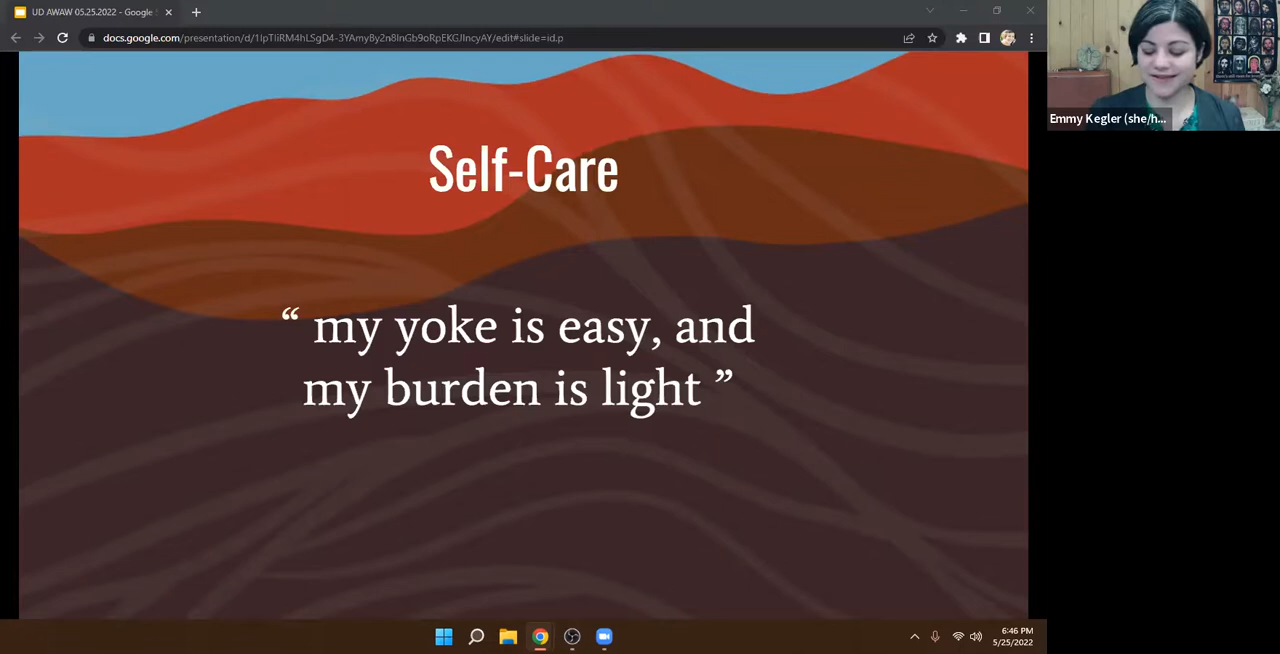 UD AWAW 05.25.2022 - Google
docs.google.com/presentation/d/1IpTIiRM4hLSgD4-3YAmyBy2n8InGb9oRpEKGJIncyAY/edit#slide=id.p
Emmy Kegler (she/h...
Self-Care
“ my yoke is easy, and
my burden is light ”
6:46 PM
5/25/2022